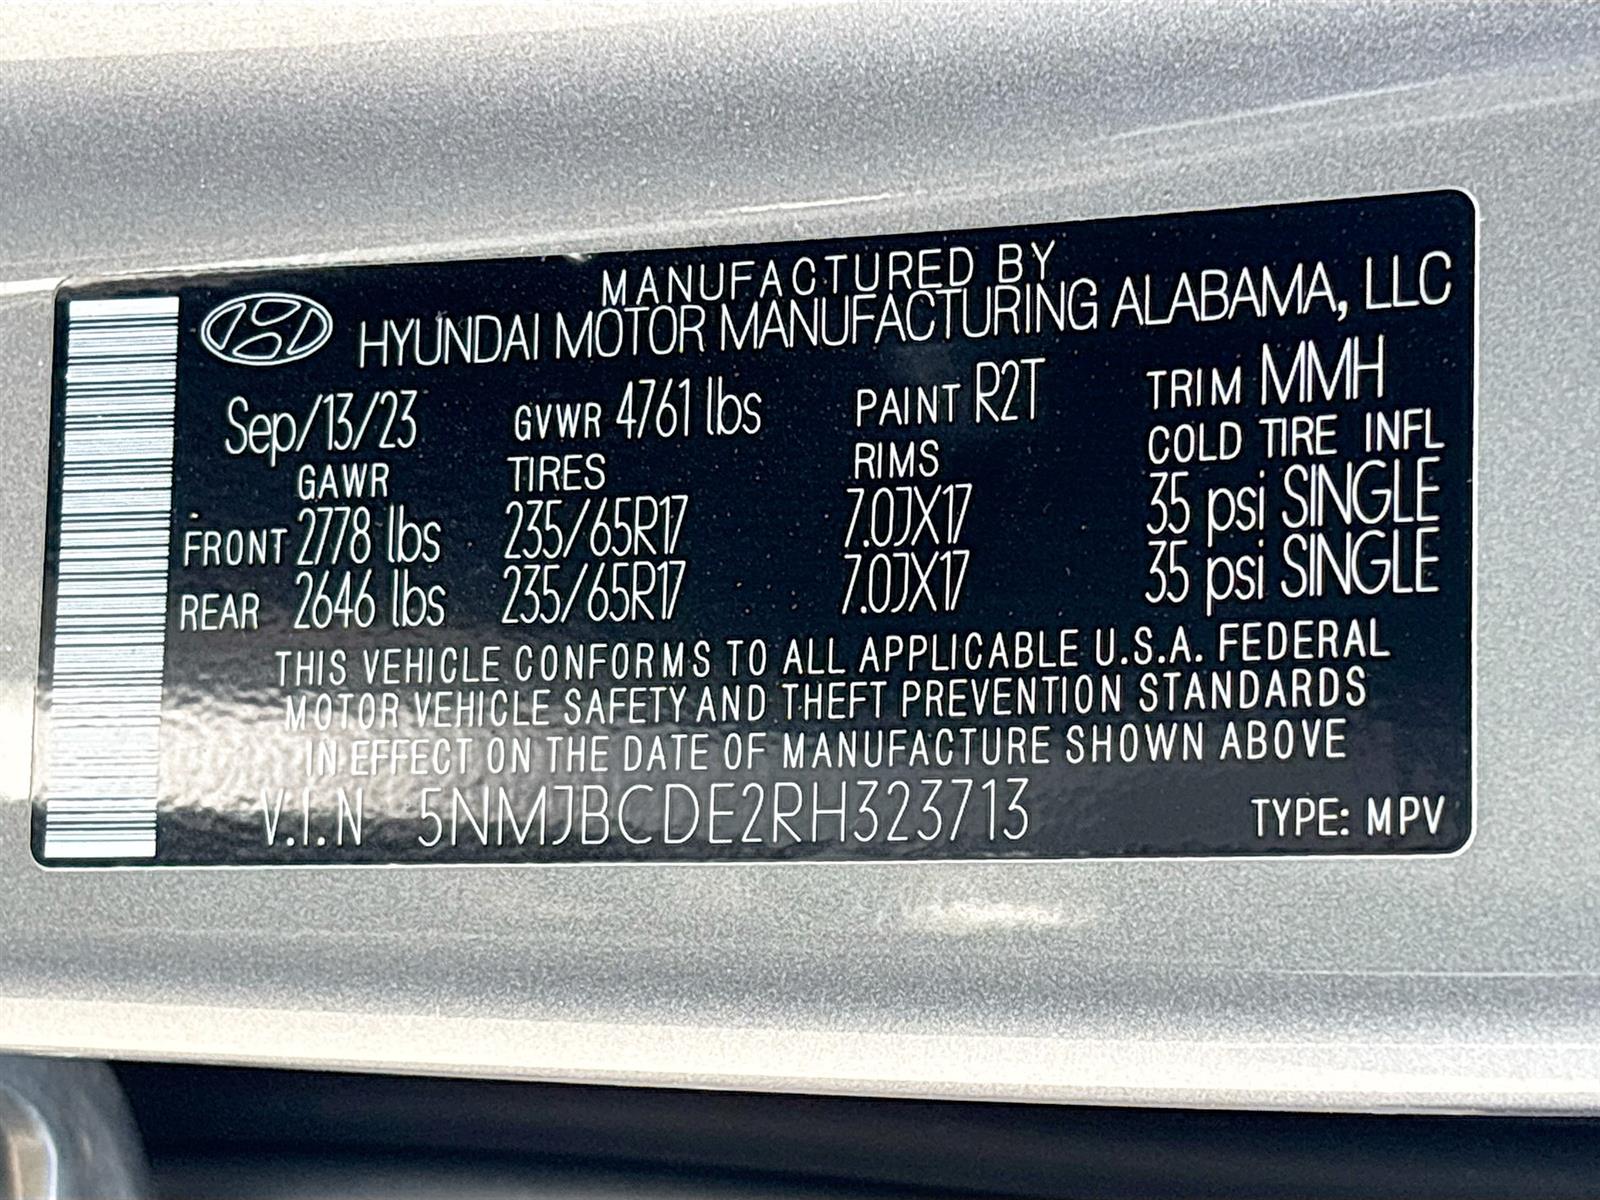 MANUFACTURED BY
HYUNDAI MOTOR MANUFACTURING ALABAMA, LLC
Sep/13/23 GVWR 4761 lbs PAINT R2T TRIM MMH
GAWR TIRES RIMS COLD TIRE INFL
FRONT 2778 lbs 235/65R17 7.0JX17 35 psi SINGLE
REAR 2646 lbs 235/65R17 7.0JX17 35 psi SINGLE
THIS VEHICLE CONFORMS TO ALL APPLICABLE U.S.A. FEDERAL
MOTOR VEHICLE SAFETY AND THEFT PREVENTION STANDARDS
IN EFFECT ON THE DATE OF MANUFACTURE SHOWN ABOVE
V.I.N 5NMJBCDE2RH323713 TYPE: MPV